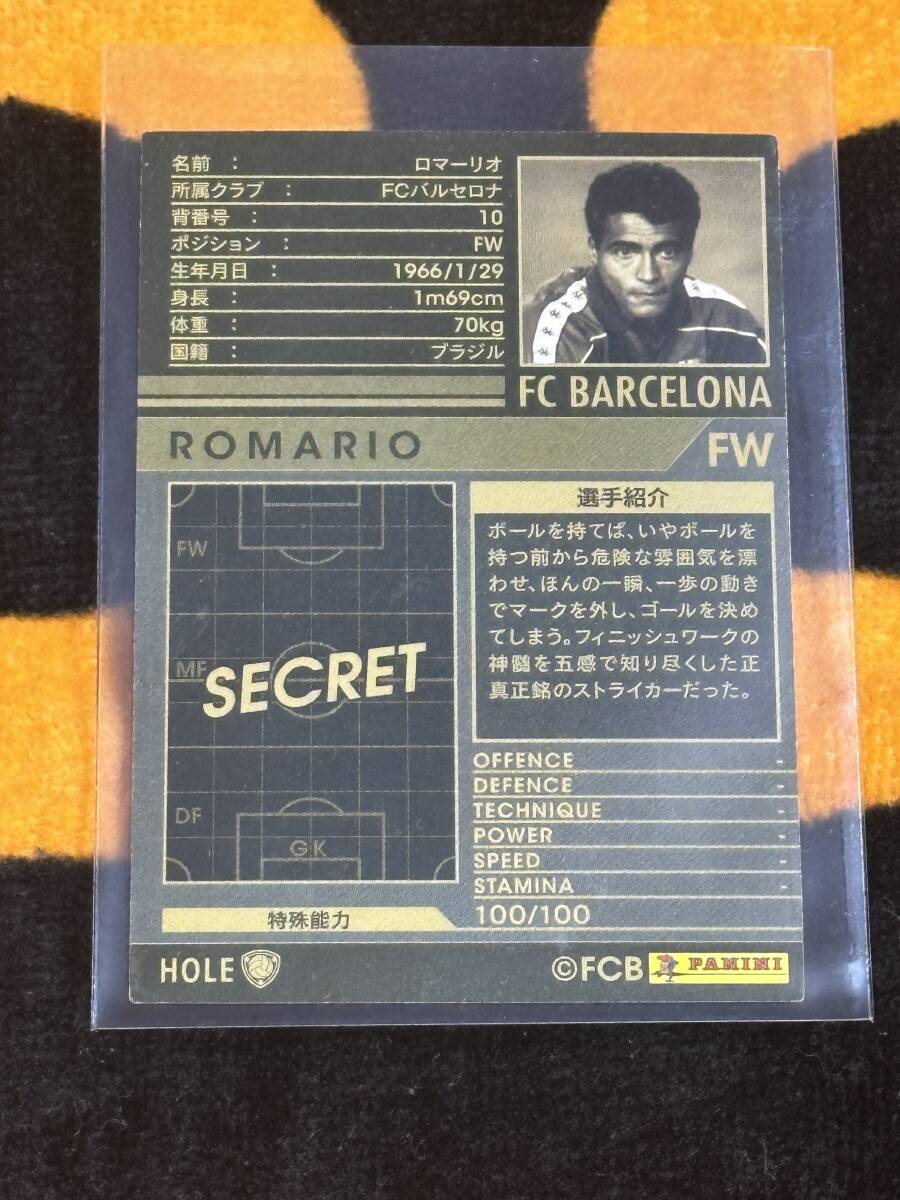 名前 : ロマーリオ
所属クラブ : FCバルセロナ
背番号 : 10
ポジション : FW
生年月日 : 1966/1/29
身長 : 1m69cm
体重 : 70kg
国籍 : ブラジル
FC BARCELONA
ROMARIO FW
FW
MF
SECRET
DF
GK
選手紹介
ボールを持てば、いやボールを
持つ前から危険な雰囲気を漂
わせ、ほんの一瞬、一歩の動き
でマークを外し、ゴールを決め
てしまう。フィニッシュワークの
神髄を五感で知り尽くした正
真正銘のストライカーだった。
OFFENCE -
DEFENCE -
TECHNIQUE -
POWER -
SPEED -
STAMINA -
特殊能力 100/100
HOLE ©FCB PANINI